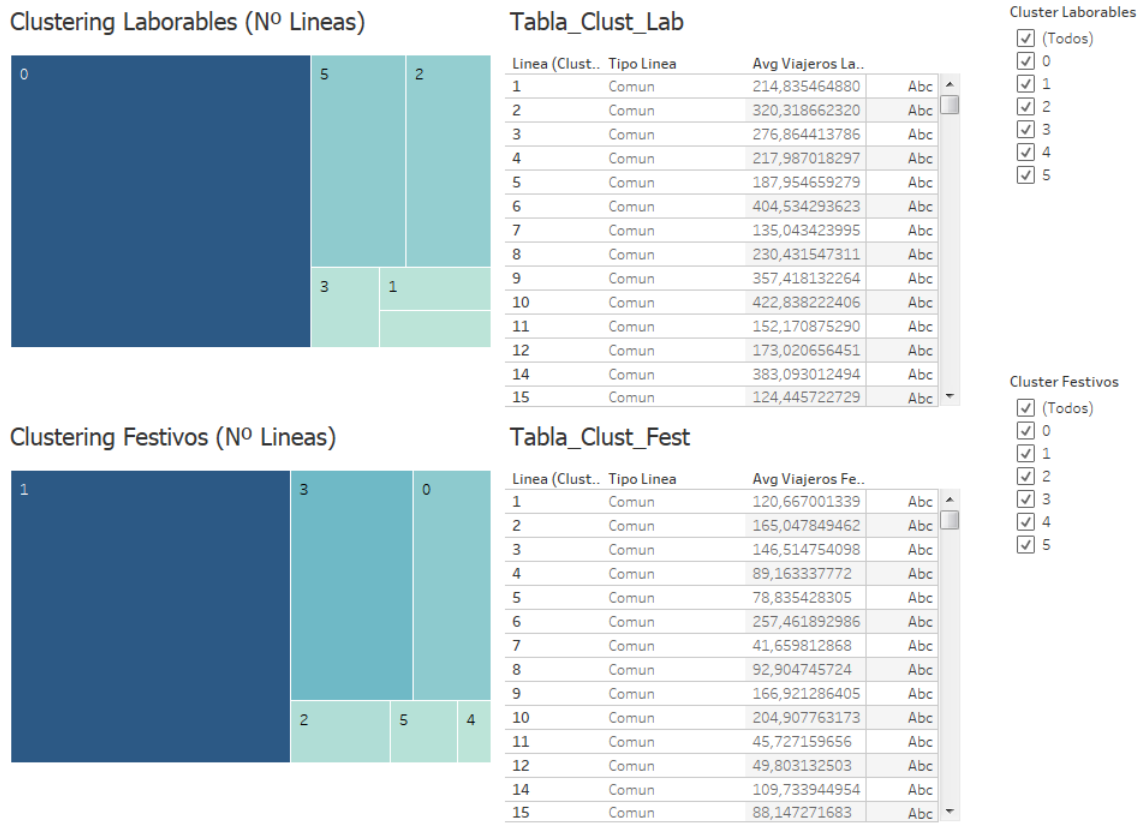 Clustering Laborables (Nº Lineas)
0
5
2
3
1
Tabla_Clust_Lab
Linea (Clust.. Tipo Linea Avg Viajeros La..
1 Comun 214,835464880 Abc
2 Comun 320,318662320 Abc
3 Comun 276,864413786 Abc
4 Comun 217,987018297 Abc
5 Comun 187,954659279 Abc
6 Comun 404,534293623 Abc
7 Comun 135,043423995 Abc
8 Comun 230,431547311 Abc
9 Comun 357,418132264 Abc
10 Comun 422,838222406 Abc
11 Comun 152,170875290 Abc
12 Comun 173,020656451 Abc
14 Comun 383,093012494 Abc
15 Comun 124,445722729 Abc
Cluster Laborables
(Todos)
0
1
2
3
4
5
Clustering Festivos (Nº Lineas)
1
3
0
2
5
4
Tabla_Clust_Fest
Linea (Clust.. Tipo Linea Avg Viajeros Fe..
1 Comun 120,667001339 Abc
2 Comun 165,047849462 Abc
3 Comun 146,514754098 Abc
4 Comun 89,163337772 Abc
5 Comun 78,835428305 Abc
6 Comun 257,461892986 Abc
7 Comun 41,659812868 Abc
8 Comun 92,904745724 Abc
9 Comun 166,921286405 Abc
10 Comun 204,907763173 Abc
11 Comun 45,727159656 Abc
12 Comun 49,803132503 Abc
14 Comun 109,733944954 Abc
15 Comun 88,147271683 Abc
Cluster Festivos
(Todos)
0
1
2
3
4
5